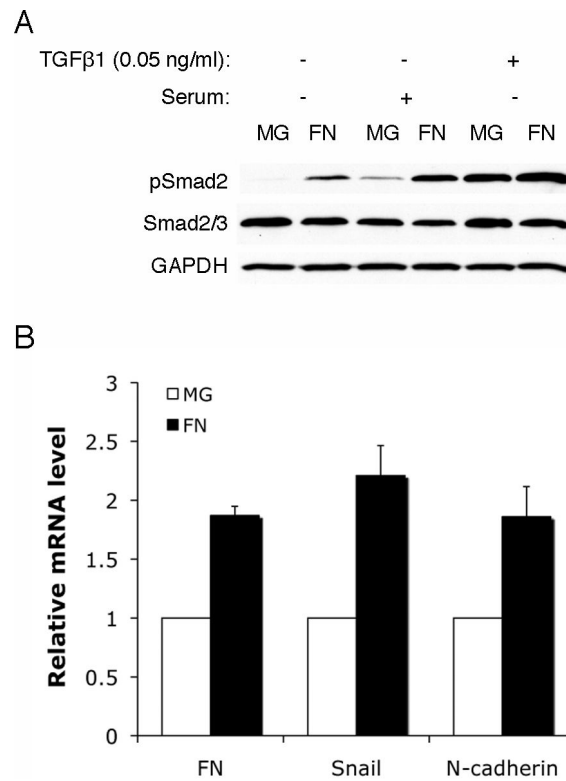 A
TGFβ1 (0.05 ng/ml): - - +
Serum: - + -
MG FN MG FN MG FN
pSmad2
Smad2/3
GAPDH
B
3
MG
FN
2.5
2
1.5
1
0.5
0
Relative mRNA level
FN Snail N-cadherin